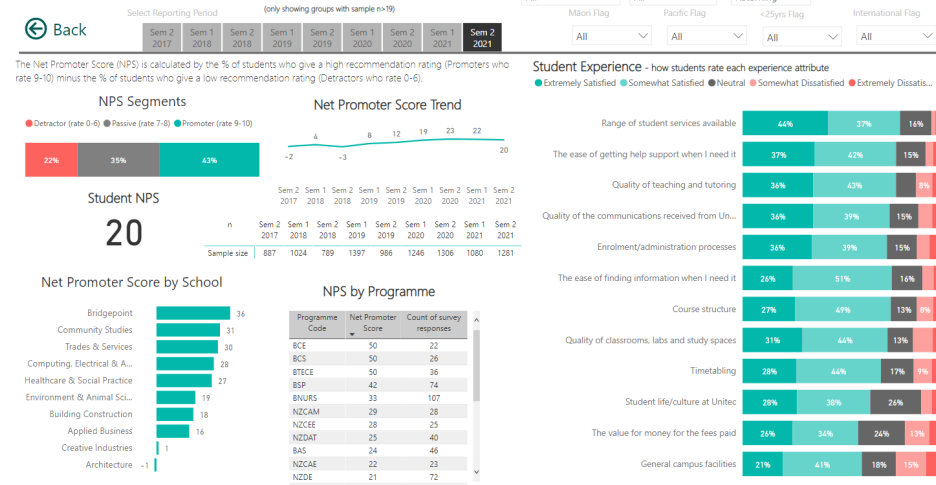 (only showing groups with sample n>19)
Select Reporting Period
Back
Sem 2 2017
Sem 1 2018
Sem 2 2018
Sem 1 2019
Sem 2 2019
Sem 1 2020
Sem 2 2020
Sem 1 2021
Sem 2 2021
Māori Flag
Pacific Flag
<25yrs Flag
International Flag
All
All
All
All
The Net Promoter Score (NPS) is calculated by the % of students who give a high recommendation rating (Promoters who
rate 9-10) minus the % of students who give a low recommendation rating (Detractors who rate 0-6).
NPS Segments
Detractor (rate 0-6) Passive (rate 7-8) Promoter (rate 9-10)
22% 35% 43%
Student NPS
20
Net Promoter Score Trend
-2 4 -3 8 12 19 23 22 20
Sem 2 Sem 1 Sem 2 Sem 1 Sem 2 Sem 1 Sem 2 Sem 1 Sem 2
2017 2018 2018 2019 2019 2020 2020 2021 2021
n Sem 2 Sem 1 Sem 2 Sem 1 Sem 2 Sem 1 Sem 2 Sem 1 Sem 2
2017 2018 2018 2019 2019 2020 2020 2021 2021
Sample size 887 1024 789 1397 986 1246 1306 1080 1281
Net Promoter Score by School
Bridgepoint 36
Community Studies 31
Trades & Services 30
Computing, Electrical & A... 28
Healthcare & Social Practice 27
Environment & Animal Sci... 19
Building Construction 18
Applied Business 16
Creative Industries 1
Architecture -1
NPS by Programme
Programme Net Promoter Count of survey
Code Score responses
BCE 50 22
BCS 50 26
BTECE 50 36
BSP 42 74
BNURS 33 107
NZCAM 29 28
NZCEE 28 25
NZDAT 25 40
BAS 24 46
NZCAE 22 23
NZDE 21 72
Student Experience - how students rate each experience attribute
Extremely Satisfied Somewhat Satisfied Neutral Somewhat Dissatisfied Extremely Dissatis...
Range of student services available 44% 37% 16%
The ease of getting help support when I need it 37% 42% 15%
Quality of teaching and tutoring 36% 43% 8%
Quality of the communications received from Un... 36% 39% 15%
Enrolment/administration processes 36% 39% 15%
The ease of finding information when I need it 26% 51% 16%
Course structure 27% 49% 13% 8%
Quality of classrooms, labs and study spaces 31% 44% 13%
Timetabling 28% 44% 17% 9%
Student life/culture at Unitec 28% 38% 26%
The value for money for the fees paid 26% 34% 24% 13%
General campus facilities 21% 41% 18% 15%